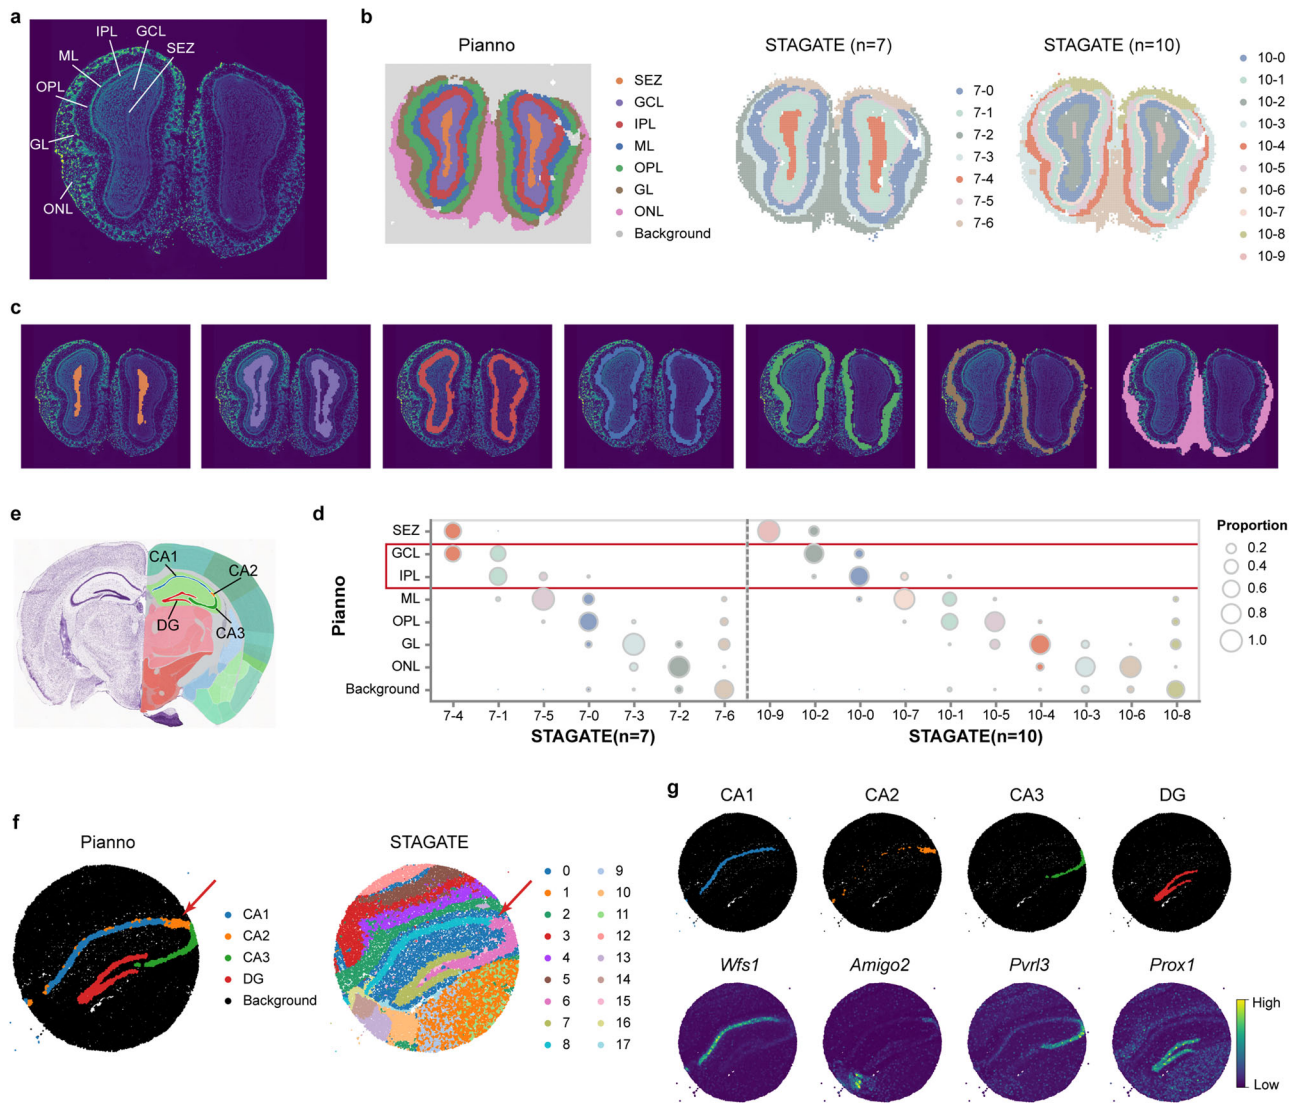 a
IPL
GCL
SEZ
ML
OPL
GL
ONL
b
Pianno
SEZ
GCL
IPL
ML
OPL
GL
ONL
Background
STAGATE (n=7)
7-0
7-1
7-2
7-3
7-4
7-5
7-6
STAGATE (n=10)
10-0
10-1
10-2
10-3
10-4
10-5
10-6
10-7
10-8
10-9
c
e
CA1
CA2
DG
CA3
d
Pianno
SEZ
GCL
IPL
ML
OPL
GL
ONL
Background
7-4 7-1 7-5 7-0 7-3 7-2 7-6 10-9 10-2 10-0 10-7 10-1 10-5 10-4 10-3 10-6 10-8
STAGATE(n=7) STAGATE(n=10)
Proportion
0.2
0.4
0.6
0.8
1.0
f
Pianno
CA1
CA2
CA3
DG
Background
STAGATE
0 9
1 10
2 11
3 12
4 13
5 14
6 15
7 16
8 17
g
CA1 CA2 CA3 DG
Wfs1 Amigo2 Pvrl3 Prox1
High
Low